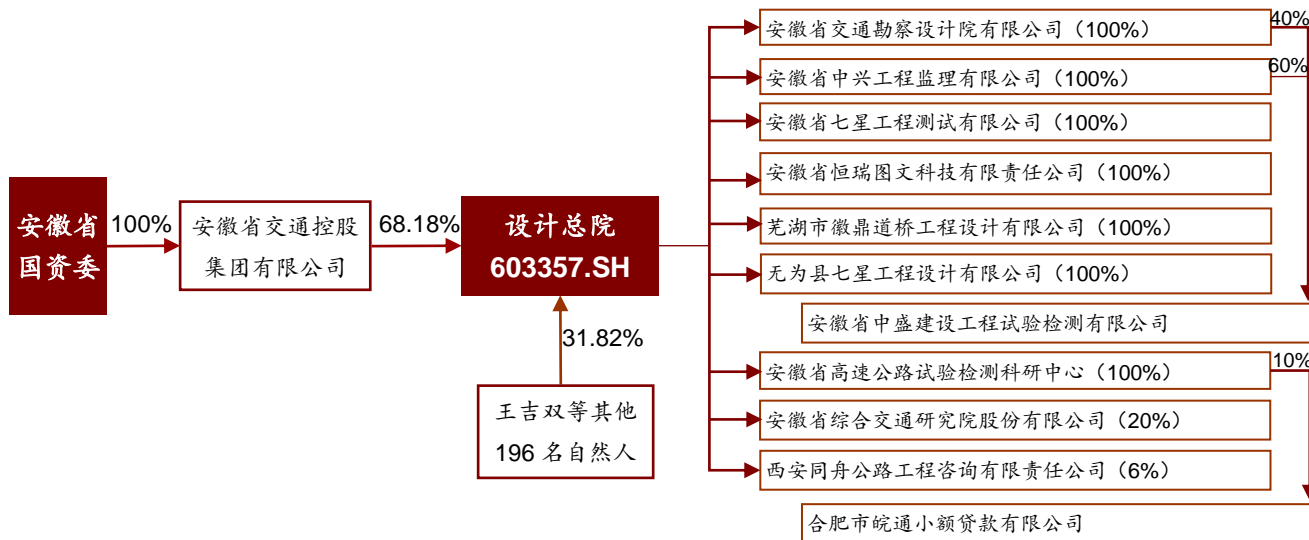 安徽省
国资委
100%
安徽省交通控股
集团有限公司
68.18%
设计总院
603357.SH
31.82%
王吉双等其他
196 名自然人
安徽省交通勘察设计院有限公司（100%）
40%
安徽省中兴工程监理有限公司（100%）
60%
安徽省七星工程测试有限公司（100%）
安徽省恒瑞图文科技有限责任公司（100%）
芜湖市徽鼎道桥工程设计有限公司（100%）
无为县七星工程设计有限公司（100%）
安徽省中盛建设工程试验检测有限公司
安徽省高速公路试验检测科研中心（100%）
10%
安徽省综合交通研究院股份有限公司（20%）
西安同舟公路工程咨询有限责任公司（6%）
合肥市皖通小额贷款有限公司